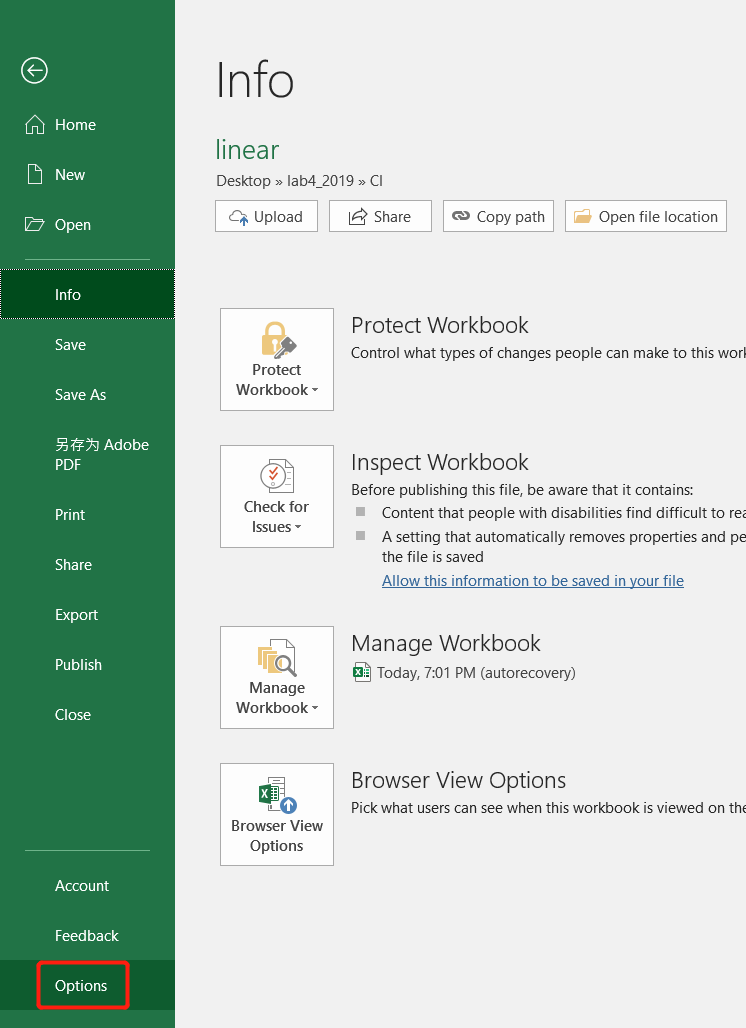 Info
Home
New
Open
Info
Save
Save As
另存为 Adobe
PDF
Print
Share
Export
Publish
Close
Account
Feedback
Options
linear
Desktop » lab4_2019 » CI
Upload
Share
Copy path
Open file location
Protect
Workbook
Protect Workbook
Control what types of changes people can make to this
Check for
Issues
Inspect Workbook
Before publishing this file, be aware that it contains:
Content that people with disabilities find difficult to
A setting that automatically removes properties and
the file is saved
Allow this information to be saved in your file
Manage
Workbook
Manage Workbook
Today, 7:01 PM (autorecovery)
Browser View
Options
Browser View Options
Pick what users can see when this workbook is viewed on